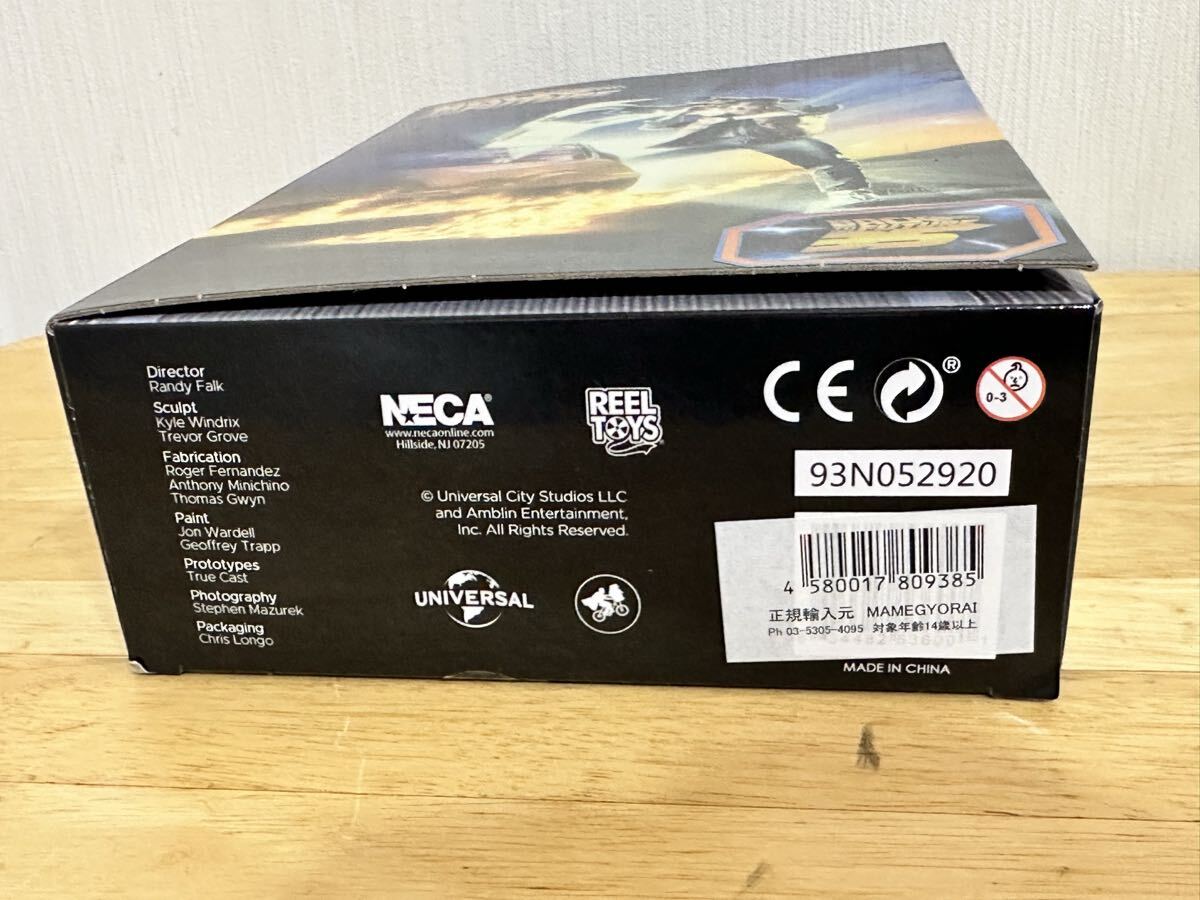 BACK
Director
Randy Falk
Sculpt
Kyle Windrix
Trevor Grove
Fabrication
Roger Fernandez
Anthony Minichino
Thomas Gwyn
Paint
Jon Wardell
Geoffrey Trapp
Prototypes
True Cast
Photography
Stephen Mazurek
Packaging
Chris Longo
NECA®
www.necaonline.com
Hillside, NJ 07205
REEL
TOYS
© Universal City Studios LLC
and Amblin Entertainment,
Inc. All Rights Reserved.
UNIVERSAL
CE
®
0-3
93N052920
4 580017 809385
正規輸入元 MAMEGYORAI
Ph 03-5305-4095 対象年齢14歳以上
MADE IN CHINA